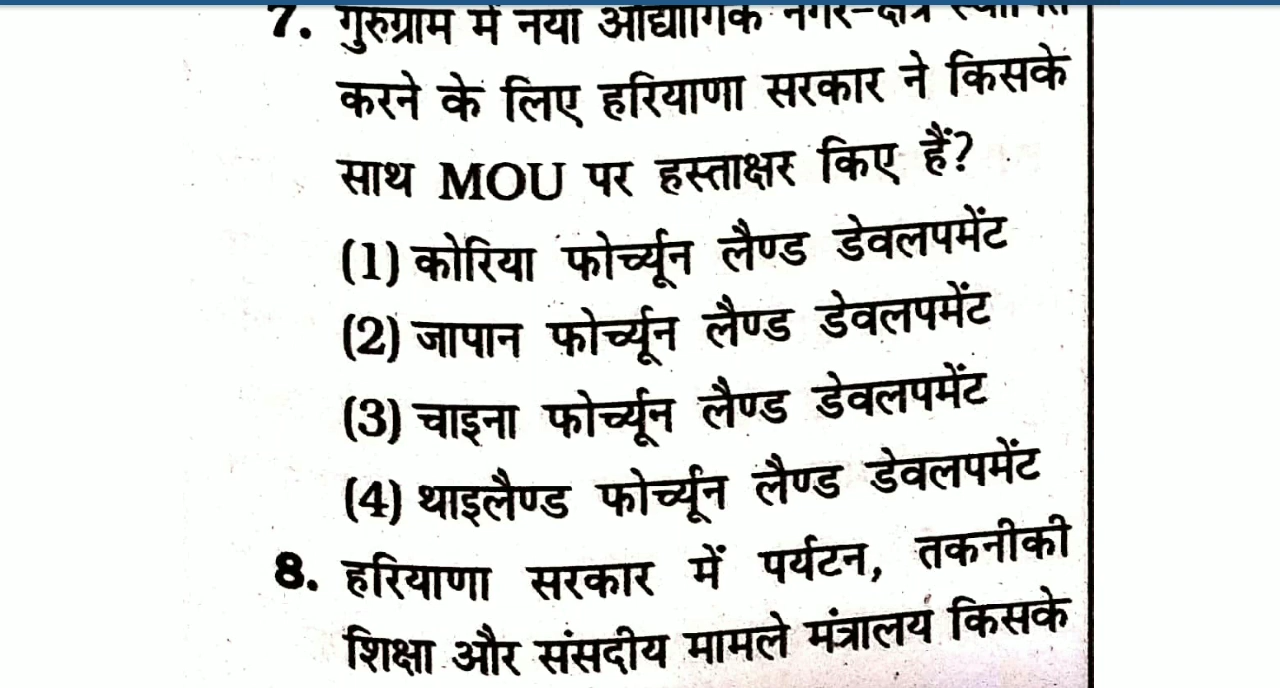 7. गुरुग्राम में नया औद्योगिक नगर-क्षेत्र स्थापित
करने के लिए हरियाणा सरकार ने किसके
साथ MOU पर हस्ताक्षर किए हैं?
(1) कोरिया फोर्च्यून लैण्ड डेवलपमेंट
(2) जापान फोर्च्यून लैण्ड डेवलपमेंट
(3) चाइना फोर्च्यून लैण्ड डेवलपमेंट
(4) थाइलैण्ड फोर्च्यून लैण्ड डेवलपमेंट
8. हरियाणा सरकार में पर्यटन, तकनीकी
शिक्षा और संसदीय मामले मंत्रालय किसके